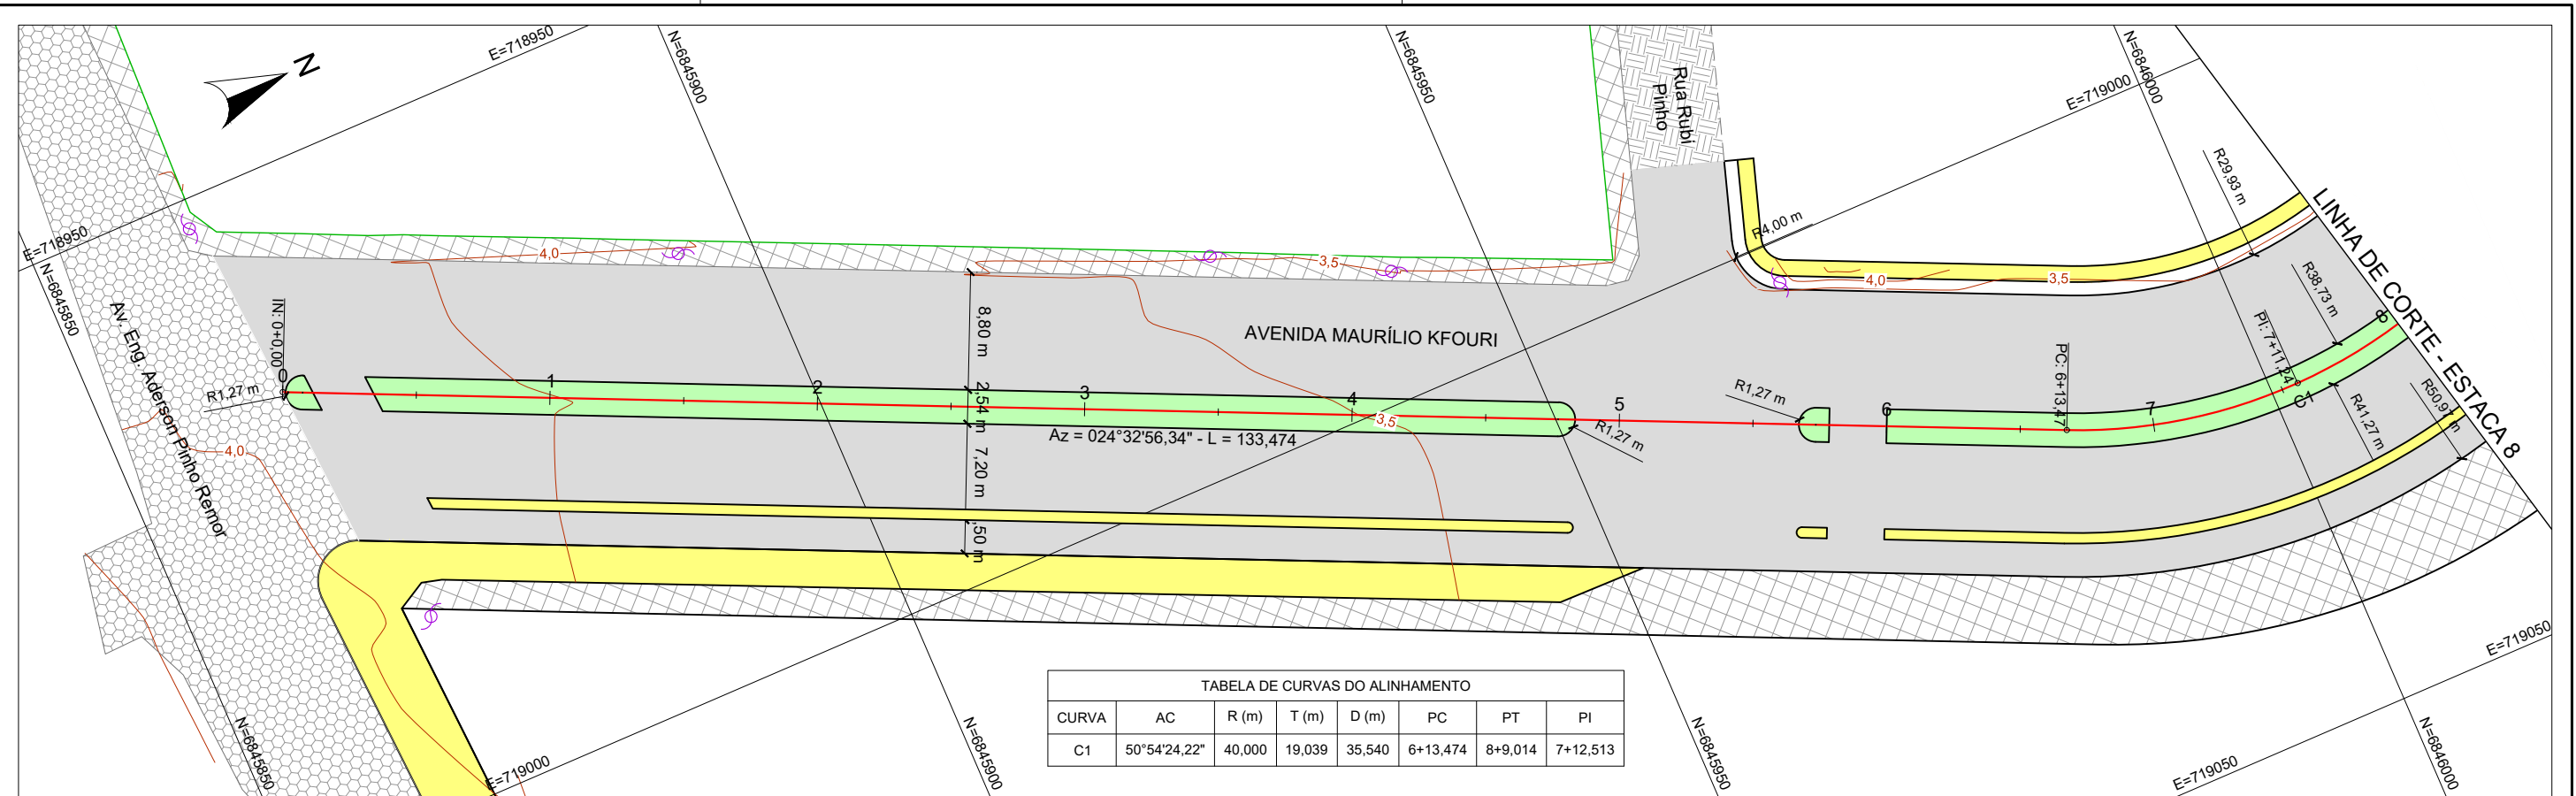 E=718950
N=6845900
N=6845950
N=6846000
E=719000
N
Rua Rubi
Pinho
R29,93 m
LINHA DE CORTE - ESTACA 8
R4,00 m
E=718950
N=6845850
4,0
3,5
4,0
3,5
R38,73 m
Av. Eng. Aderson Pinho Remor
IN: 0+0,00
0
R1,27 m
8,80 m
AVENIDA MAURÍLIO KFOURI
PI: 7+11,24
8
PC: 6+13,47
1
2
2,54 m
3
4
5
6
7
C1
R1,27 m
R1,27 m
R41,27 m
R50,97 m
3,5
Az = 024°32'56,34" - L = 133,474
7,20 m
4,0
,50 m
E=719050
TABELA DE CURVAS DO ALINHAMENTO
CURVA AC R (m) T (m) D (m) PC PT PI
C1 50°54'24,22" 40,000 19,039 35,540 6+13,474 8+9,014 7+12,513
N=6845850
E=719000
N=6845900
N=6845950
E=719050
N=6846000